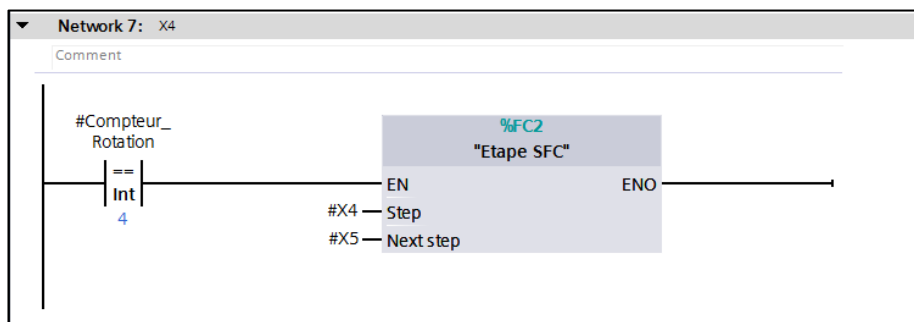 Network 7: X4
Comment
#Compteur_
Rotation
==
Int
4
%FC2
"Etape SFC"
EN
ENO
#X4
Step
#X5
Next step